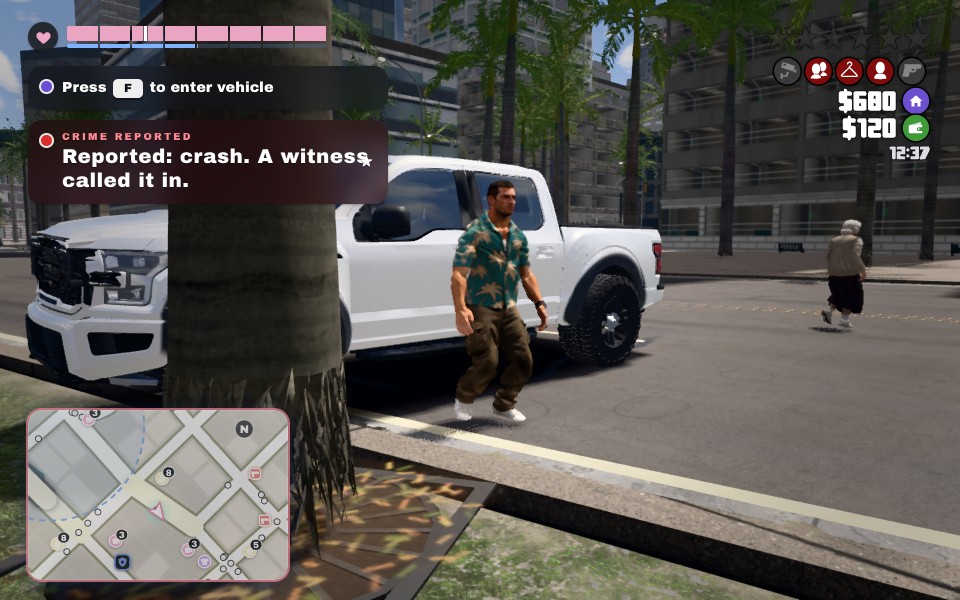 Press F to enter vehicle
CRIME REPORTED
Reported: crash. A witness
called it in.
$680
$120
12:37
N
3
8
8
3
3
5